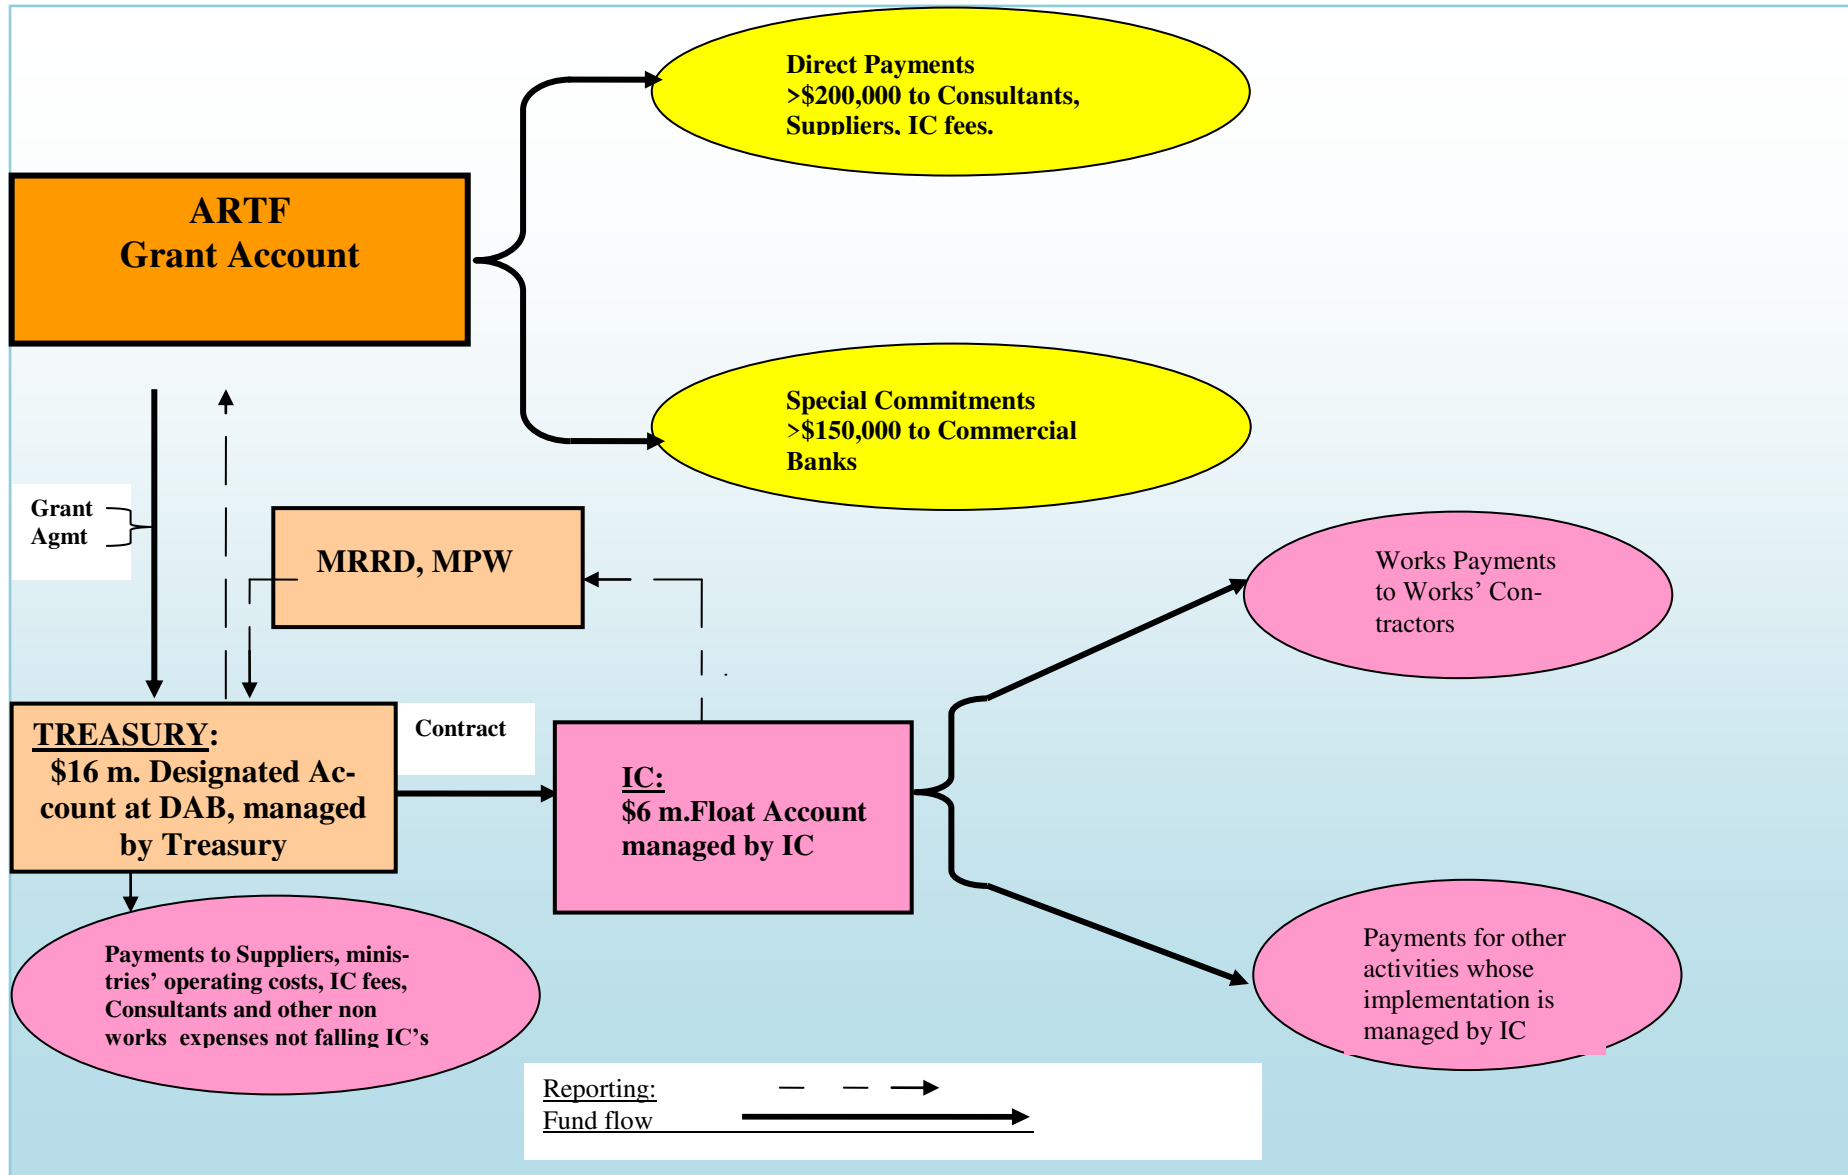 Direct Payments
>$200,000 to Consultants,
Suppliers, IC fees.
ARTF
Grant Account
Special Commitments
>$150,000 to Commercial
Banks
Grant
Agmt
MRRD, MPW
Works Payments
to Works’ Con-
tractors
TREASURY:
$16 m. Designated Ac-
count at DAB, managed
by Treasury
Contract
IC:
$6 m.Float Account
managed by IC
Payments to Suppliers, minis-
tries’ operating costs, IC fees,
Consultants and other non
works expenses not falling IC’s
Payments for other
activities whose
implementation is
managed by IC
Reporting:
Fund flow